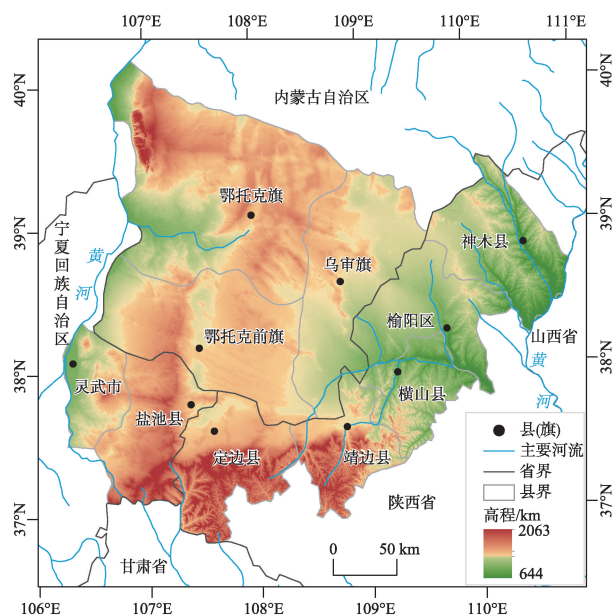 107°E 108°E 109°E 110°E 111°E
40°N
40°N
内蒙古自治区
鄂托克旗
39°N
39°N
神木县
宁夏回族自治区
黄河
乌审旗
榆阳区
山西省
鄂托克前旗
黄河
38°N
38°N
灵武市
横山县
盐池县
定边县
靖边县
县(旗)
主要河流
省界
县界
陕西省
高程/km
2063
644
37°N
37°N
0 50 km
甘肃省
106°E 107°E 108°E 109°E 110°E